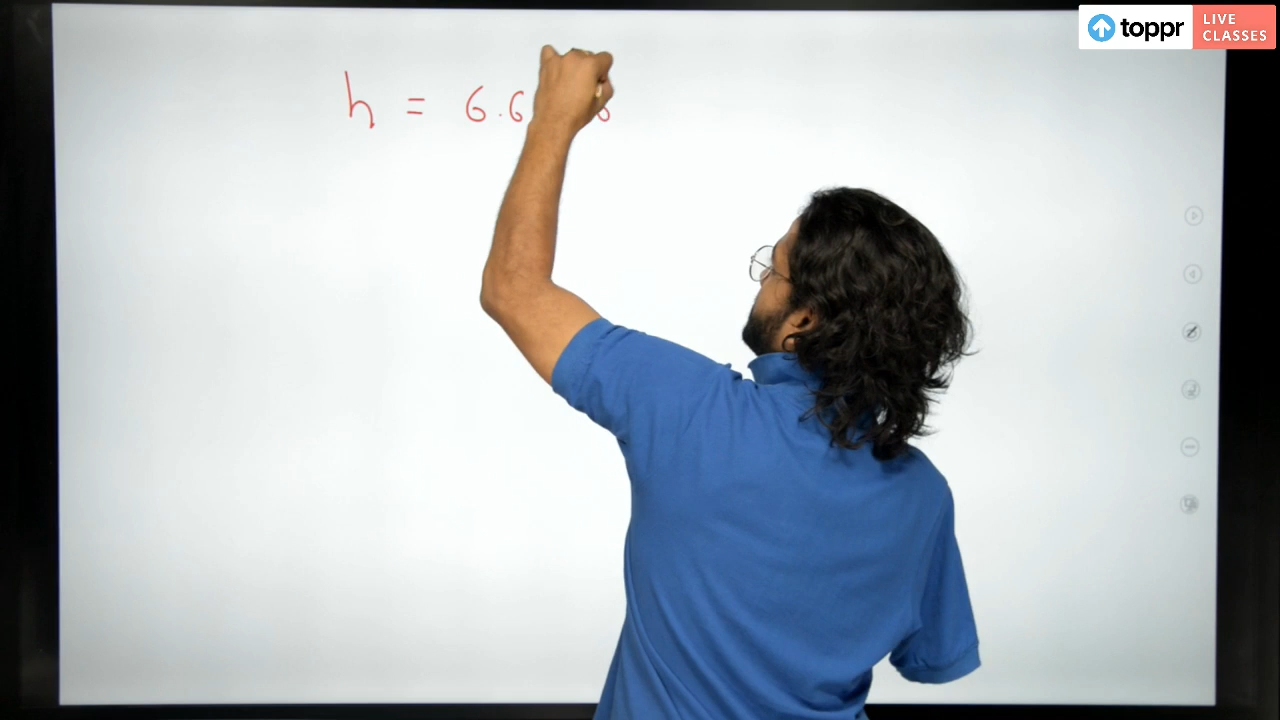 toppr LIVE CLASSES
h = 6.6